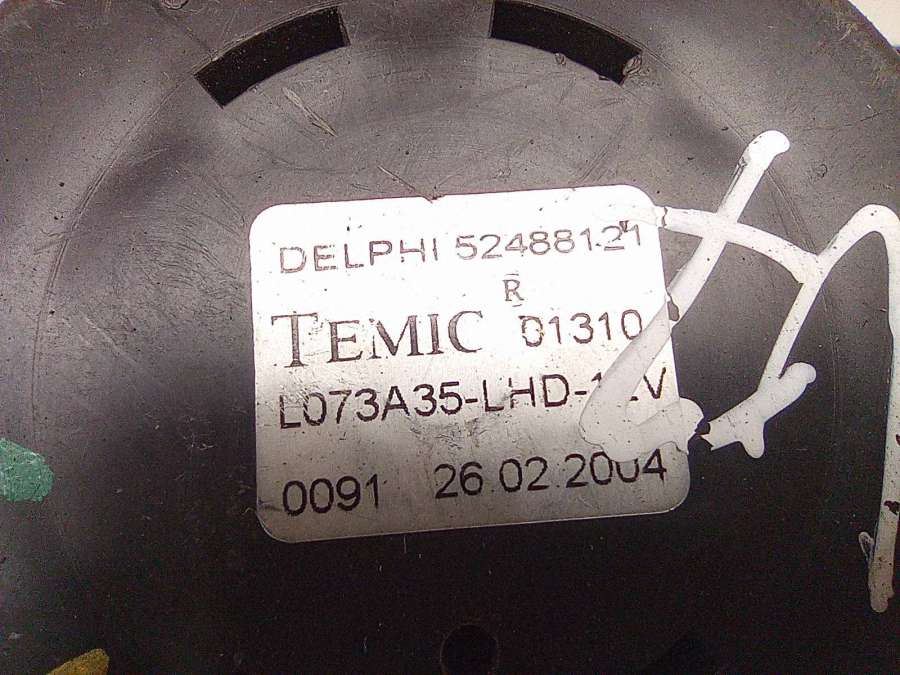 DELPHI 52488121
R
TEMIC 01310
L073A35-LHD-
0091 26.02.2004